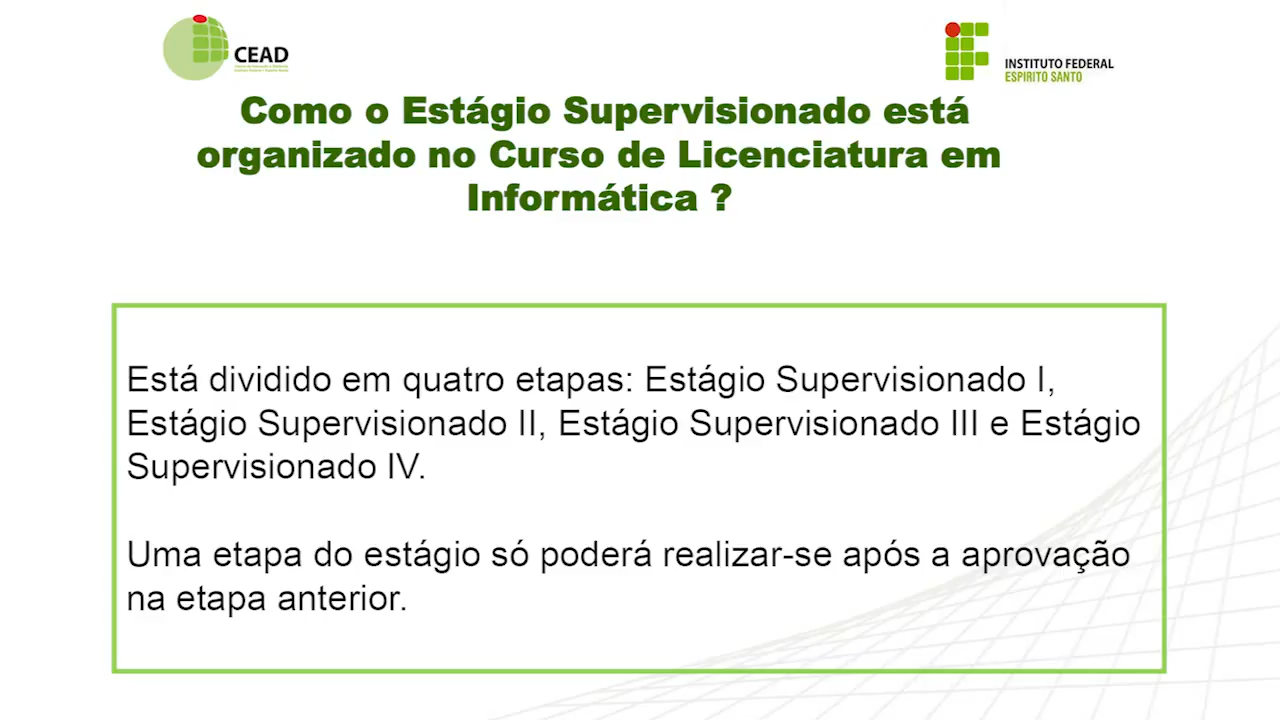 CEAD
INSTITUTO FEDERAL
ESPIRITO SANTO
Como o Estágio Supervisionado está
organizado no Curso de Licenciatura em
Informática ?
Está dividido em quatro etapas: Estágio Supervisionado I,
Estágio Supervisionado II, Estágio Supervisionado III e Estágio
Supervisionado IV.
Uma etapa do estágio só poderá realizar-se após a aprovação
na etapa anterior.